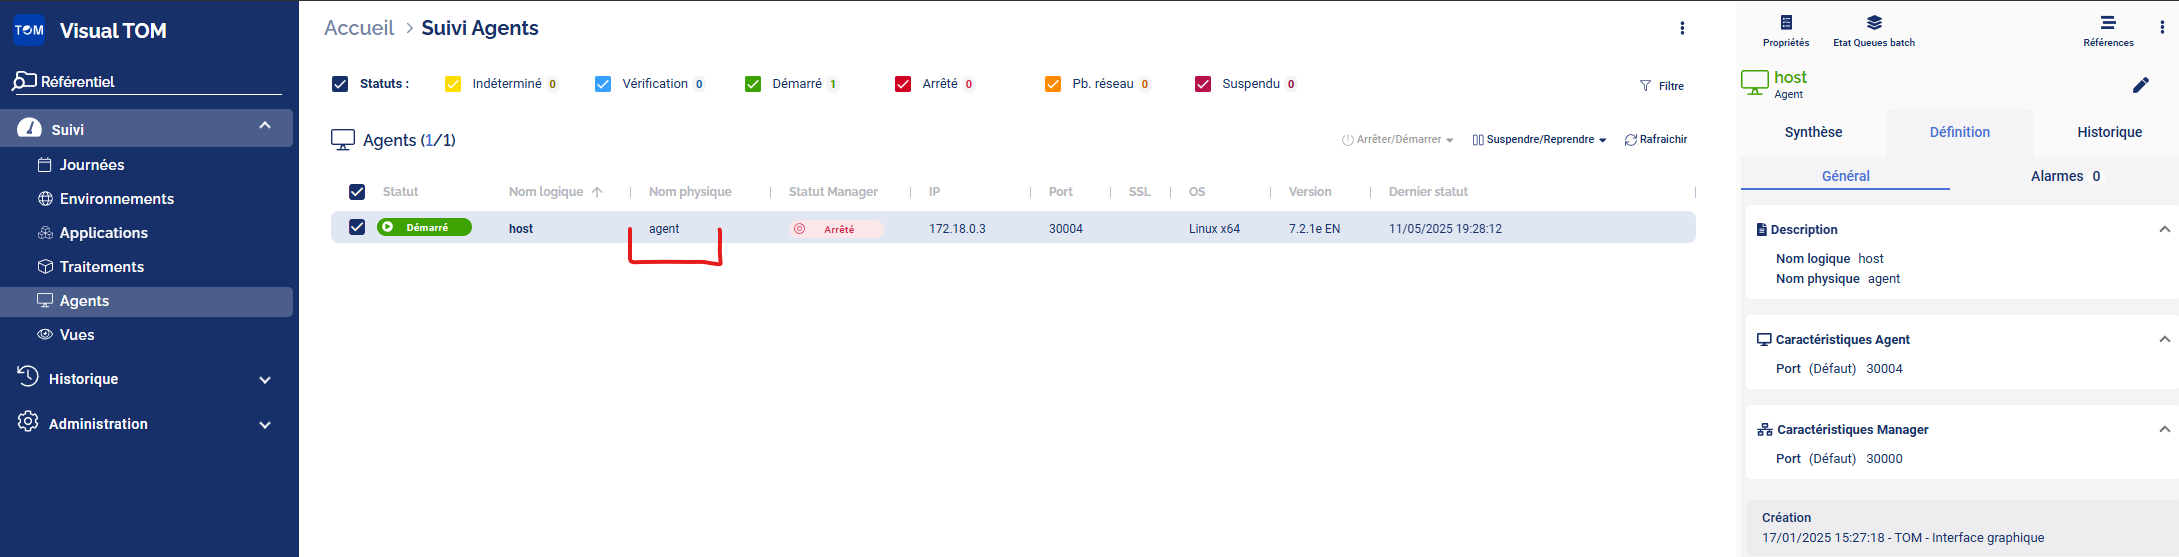 TOM Visual TOM
Référentiel
Suivi
Journées
Environnements
Applications
Traitements
Agents
Vues
Historique
Administration
Accueil > Suivi Agents
Statuts : Indéterminé 0 Vérification 0 Démarré 1 Arrêté 0 Pb. réseau 0 Suspendu 0 Filtre
Agents (1/1) Arrêter/Démarrer Suspendre/Reprendre Rafraichir
Statut Nom logique Nom physique Statut Manager IP Port SSL OS Version Dernier statut
Démarré host agent Arrêté 172.18.0.3 30004 Linux x64 7.2.1e EN 11/05/2025 19:28:12
Propriétés Etat Queues batch Références
host
Agent
Synthèse Définition Historique
Général Alarmes 0
Description
Nom logique host
Nom physique agent
Caractéristiques Agent
Port (Défaut) 30004
Caractéristiques Manager
Port (Défaut) 30000
Création
17/01/2025 15:27:18 - TOM - Interface graphique